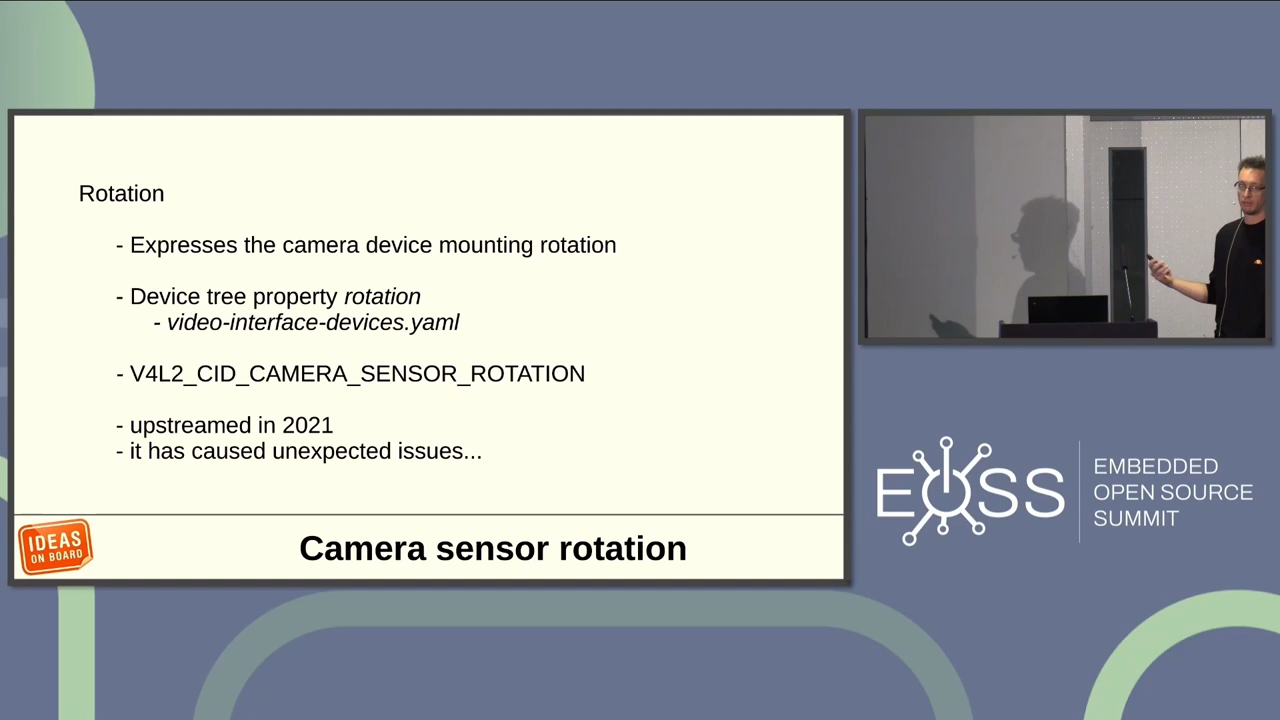 Rotation
- Expresses the camera device mounting rotation
- Device tree property rotation
- video-interface-devices.yaml
- V4L2_CID_CAMERA_SENSOR_ROTATION
- upstreamed in 2021
- it has caused unexpected issues...
IDEAS
ON BOARD
Camera sensor rotation
EOSS
EMBEDDED
OPEN SOURCE
SUMMIT